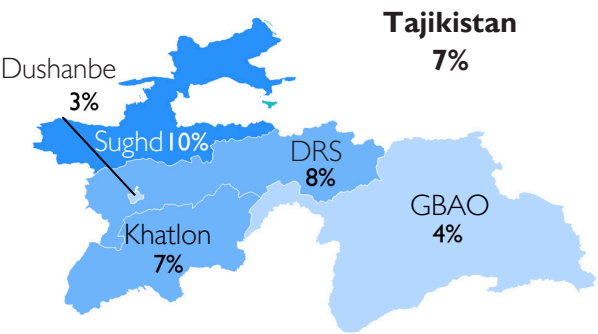 Tajikistan
7%
Dushanbe
3%
Sughd 10%
DRS
8%
GBAO
4%
Khatlon
7%